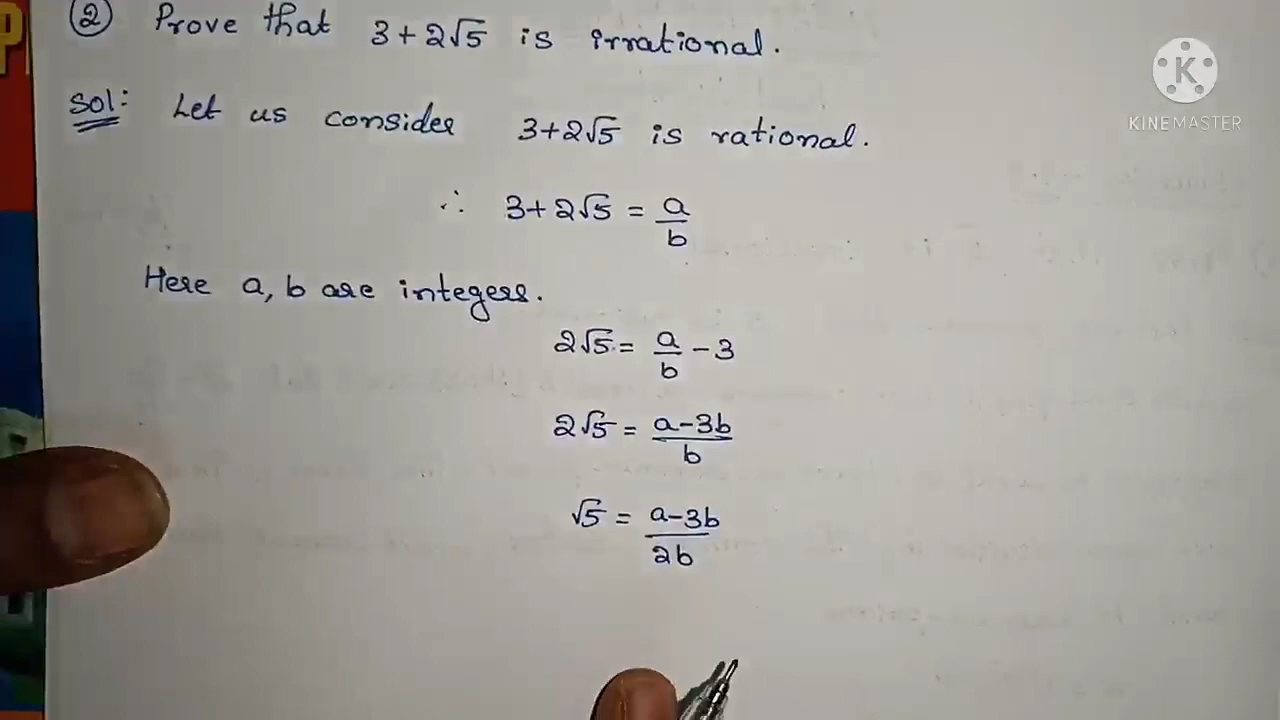 ② Prove that 3+2√5 is irrational.
Sol: Let us consider 3+2√5 is rational.
∴ 3+2√5 = a/b
Here a, b are integers.
2√5 = a/b - 3
2√5 = a-3b/b
√5 = a-3b/2b
KINEMASTER